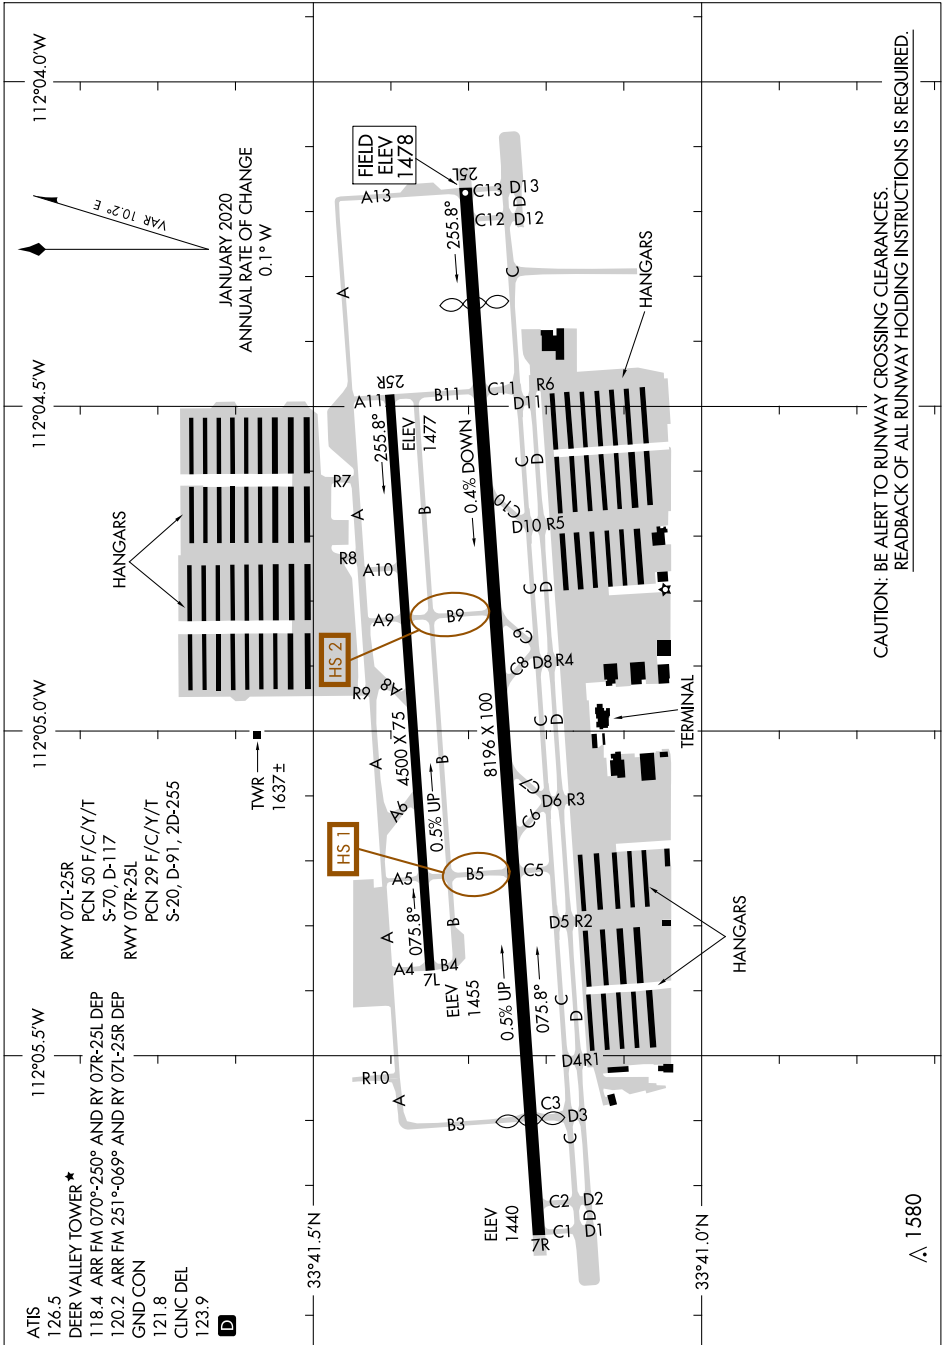 ATIS
126.5
DEER VALLEY TOWER ★
118.4 ARR FM 070°-250° AND RY 07R-25L DEP
120.2 ARR FM 251°-069° AND RY 07L-25R DEP
GND CON
121.8
CLNC DEL
123.9
D
RWY 07L-25R
PCN 50 F/C/Y/T
S-70, D-117
RWY 07R-25L
PCN 29 F/C/Y/T
S-20, D-91, 2D-255
112°05.5'W
112°05.0'W
112°04.5'W
112°04.0'W
VAR 10.2° E
JANUARY 2020
ANNUAL RATE OF CHANGE
0.1° W
TWR
1637±
HANGARS
33°41.5'N
R10
R9
R8
R7
HS 1
HS 2
FIELD
ELEV
1478
A
A
A
A
A
A4
A5
A6
A8
A9
A10
A11
A13
7L
ELEV
1455
075.8°
4500 X 75
0.5% UP
255.8°
25R
ELEV
1477
B
B
B
B3
B4
B5
B9
B11
ELEV
1440
7R
0.5% UP
075.8°
8196 X 100
0.4% DOWN
255.8°
25L
C1
C2
C3
C5
C6
C7
C8
C9
C10
C11
C12
C13
C
C
C
C
C
C
D
D
D
D
D
D
D1
D2
D3
D4
R1
D5 R2
D6 R3
D8 R4
D10 R5
D11
R6
D12
D13
HANGARS
TERMINAL
HANGARS
33°41.0'N
1580
CAUTION: BE ALERT TO RUNWAY CROSSING CLEARANCES.
READBACK OF ALL RUNWAY HOLDING INSTRUCTIONS IS REQUIRED.